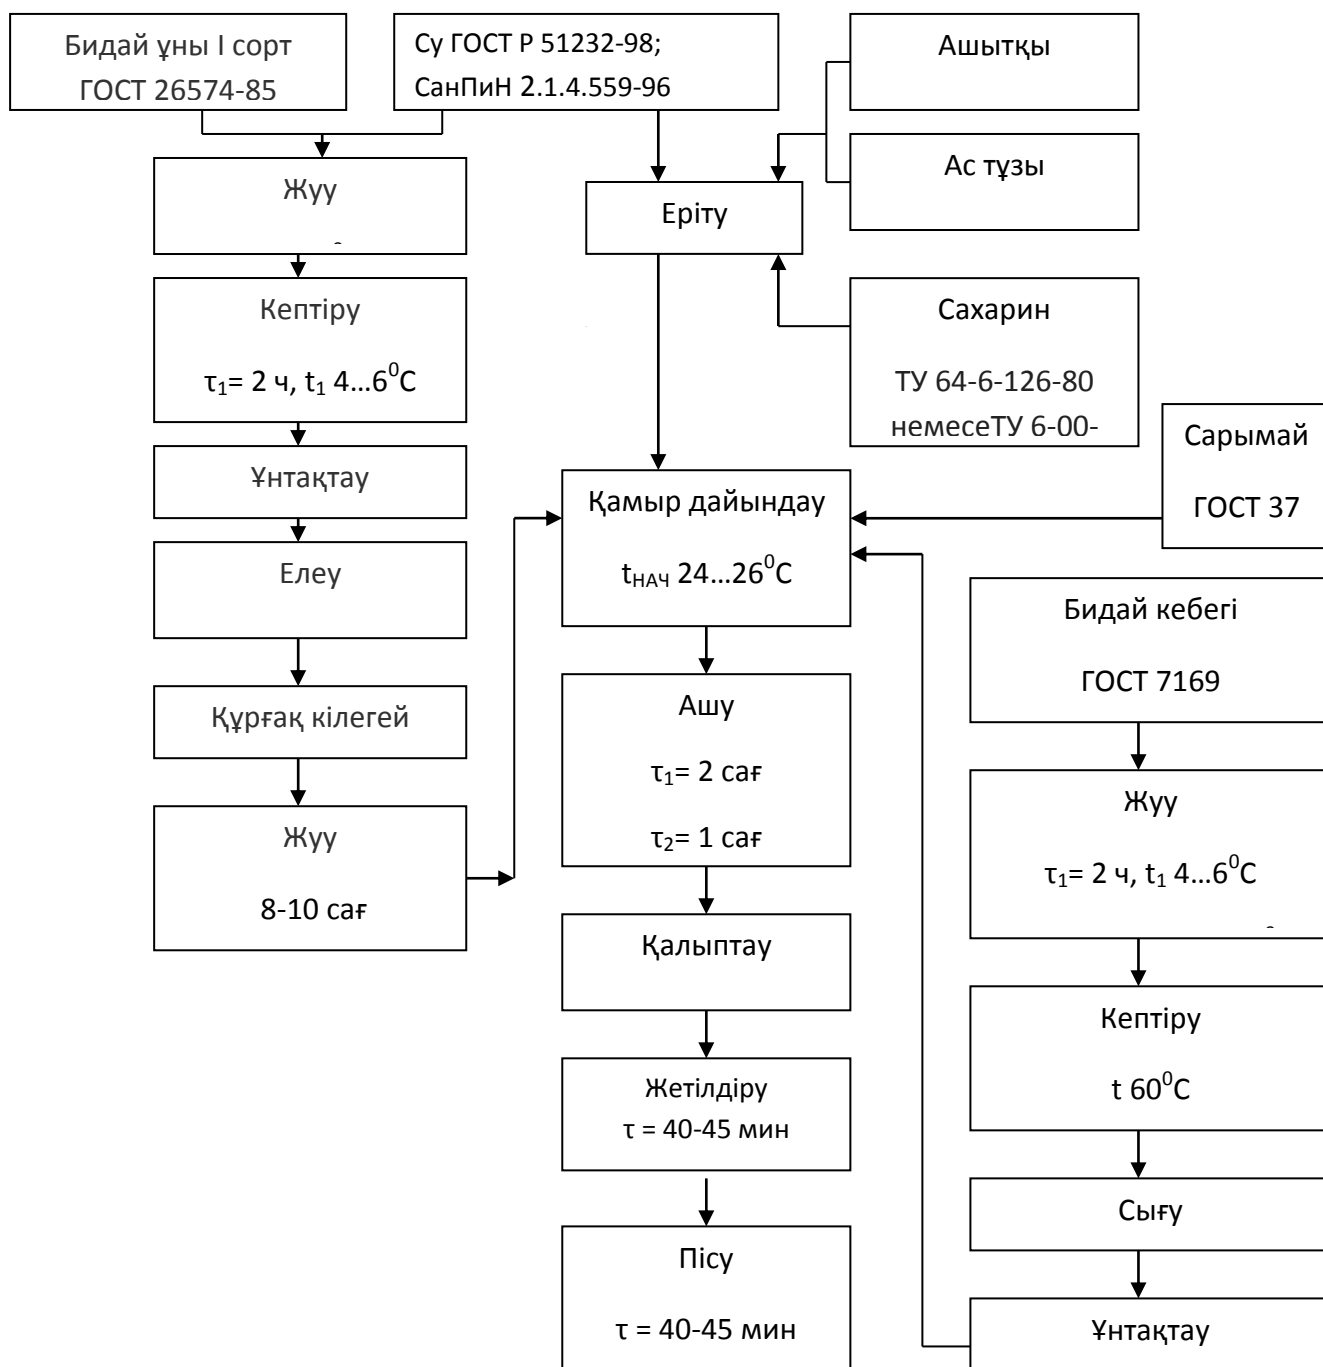 Бидай ұны І сорт
ГОСТ 26574-85
Су ГОСТ Р 51232-98;
СанПиН 2.1.4.559-96
Ашытқы
Ас тұзы
Жуу
Еріту
Кептіру
τ₁= 2 ч, t₁ 4...6⁰С
Сахарин
ТУ 64-6-126-80
немесеТУ 6-00-
Сарымай
ГОСТ 37
Ұнтақтау
Қамыр дайындау
tНАЧ 24...26⁰С
Елеу
Бидай кебегі
ГОСТ 7169
Құрғақ кілегей
Ашу
τ₁= 2 сағ
τ₂= 1 сағ
Жуу
8-10 сағ
Жуу
τ₁= 2 ч, t₁ 4...6⁰С
Қалыптау
Кептіру
t 60⁰С
Жетілдіру
τ = 40-45 мин
Сығу
Пісу
τ = 40-45 мин
Ұнтақтау